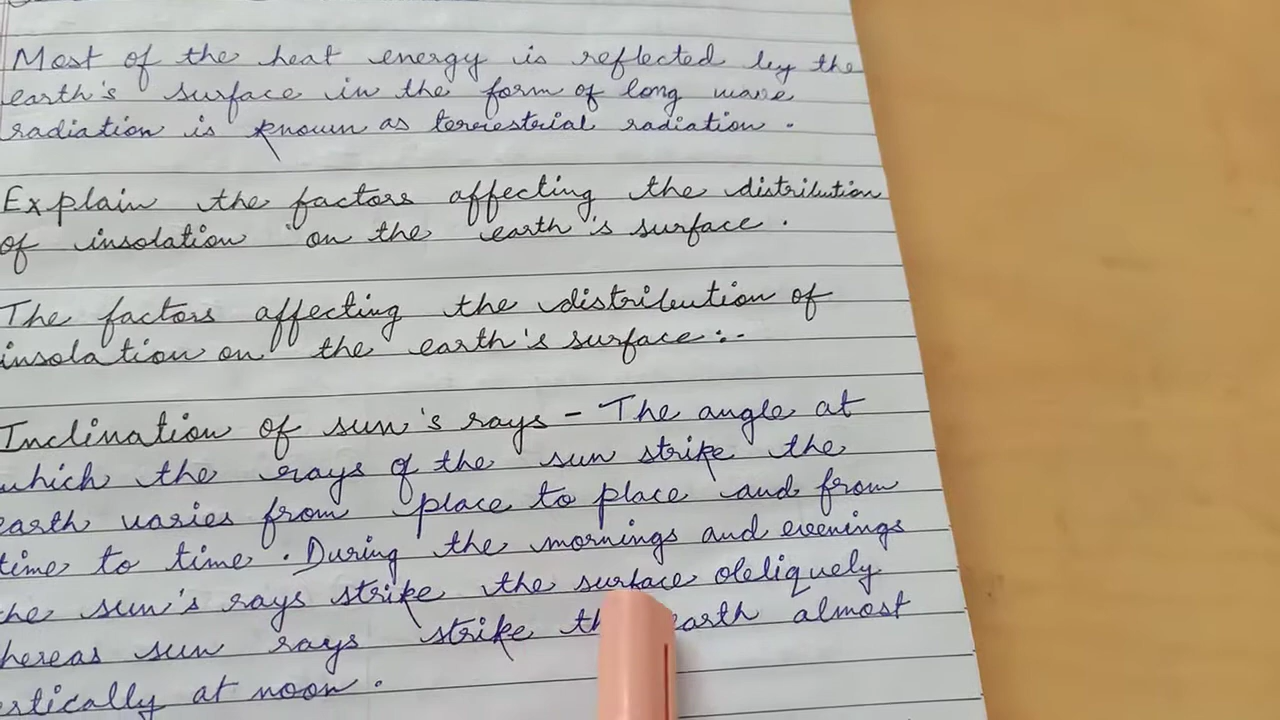 Most of the heat energy is reflected by the
earth's surface in the form of long wave
radiation is known as terrestrial radiation.
Explain the factors affecting the distribution
of insolation on the earth's surface.
The factors affecting the distribution of
insolation on the earth's surface:-
Inclination of sun's rays - The angle at
which the rays of the sun strike the
earth varies from place to place and from
time to time. During the mornings and evenings
the sun's rays strike the surface obliquely
hereas sun rays strike th earth almost
ertically at noon.